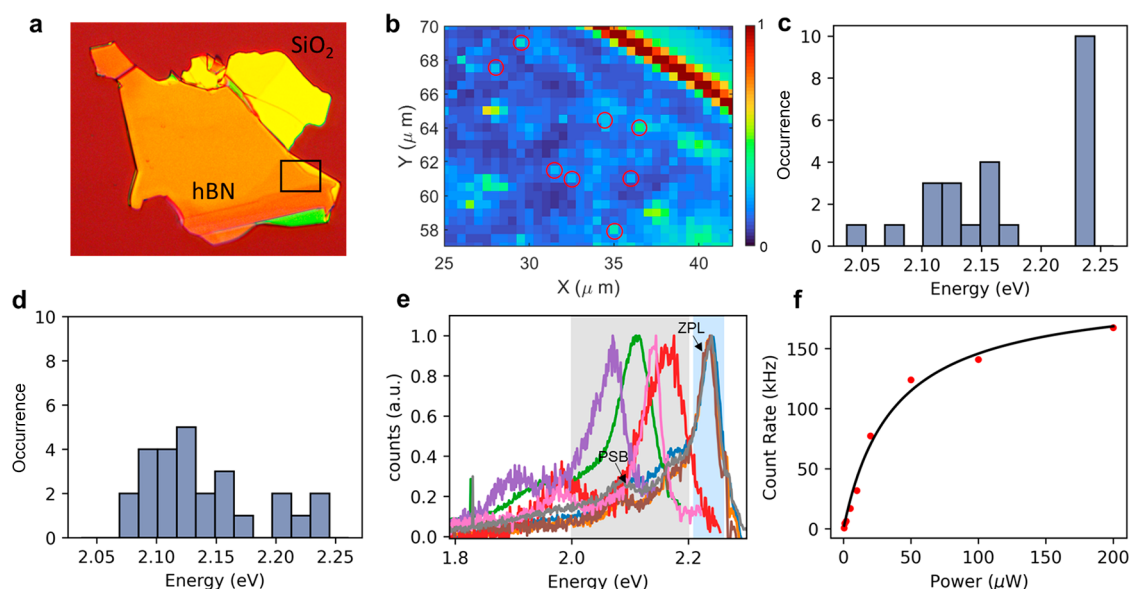 a
SiO2
hBN
b
70
68
66
64
62
60
58
Y (μ m)
25 30 35 40
X (μ m)
1
0
c
10
8
6
4
2
0
Occurrence
2.05 2.10 2.15 2.20 2.25
Energy (eV)
d
10
8
6
4
2
0
Occurrence
2.05 2.10 2.15 2.20 2.25
Energy (eV)
e
1.0
0.8
0.6
0.4
0.2
0.0
counts (a.u.)
ZPL
PSB
1.8 2.0 2.2
Energy (eV)
f
150
100
50
0
Count Rate (kHz)
0 50 100 150 200
Power (μW)